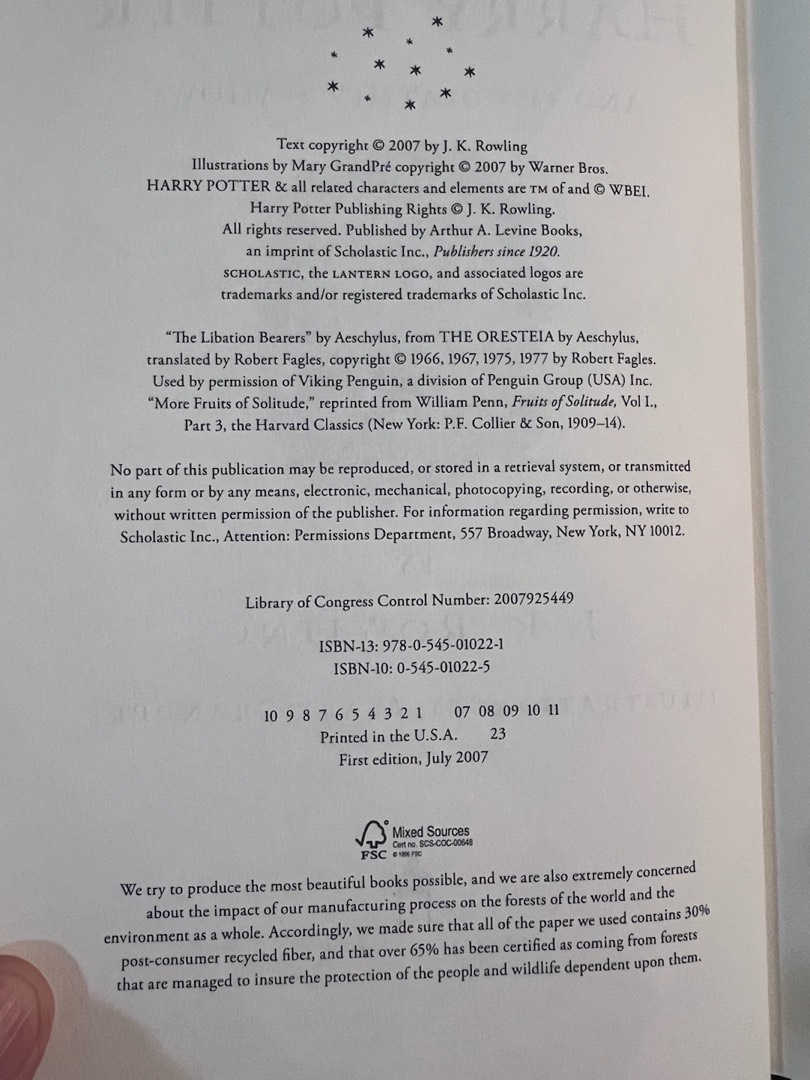 Text copyright © 2007 by J. K. Rowling
Illustrations by Mary GrandPré copyright © 2007 by Warner Bros.
HARRY POTTER & all related characters and elements are TM of and © WBEI.
Harry Potter Publishing Rights © J. K. Rowling.
All rights reserved. Published by Arthur A. Levine Books,
an imprint of Scholastic Inc., Publishers since 1920.
SCHOLASTIC, the LANTERN LOGO, and associated logos are
trademarks and/or registered trademarks of Scholastic Inc.
“The Libation Bearers” by Aeschylus, from THE ORESTEIA by Aeschylus,
translated by Robert Fagles, copyright © 1966, 1967, 1975, 1977 by Robert Fagles.
Used by permission of Viking Penguin, a division of Penguin Group (USA) Inc.
“More Fruits of Solitude,” reprinted from William Penn, Fruits of Solitude, Vol I.,
Part 3, the Harvard Classics (New York: P.F. Collier & Son, 1909–14).
No part of this publication may be reproduced, or stored in a retrieval system, or transmitted
in any form or by any means, electronic, mechanical, photocopying, recording, or otherwise,
without written permission of the publisher. For information regarding permission, write to
Scholastic Inc., Attention: Permissions Department, 557 Broadway, New York, NY 10012.
Library of Congress Control Number: 2007925449
ISBN-13: 978-0-545-01022-1
ISBN-10: 0-545-01022-5
10 9 8 7 6 5 4 3 2 1 07 08 09 10 11
Printed in the U.S.A. 23
First edition, July 2007
Mixed Sources
Cert no. SCS-COC-00648
FSC © 1996 FSC
We try to produce the most beautiful books possible, and we are also extremely concerned
about the impact of our manufacturing process on the forests of the world and the
environment as a whole. Accordingly, we made sure that all of the paper we used contains 30%
post-consumer recycled fiber, and that over 65% has been certified as coming from forests
that are managed to insure the protection of the people and wildlife dependent upon them.